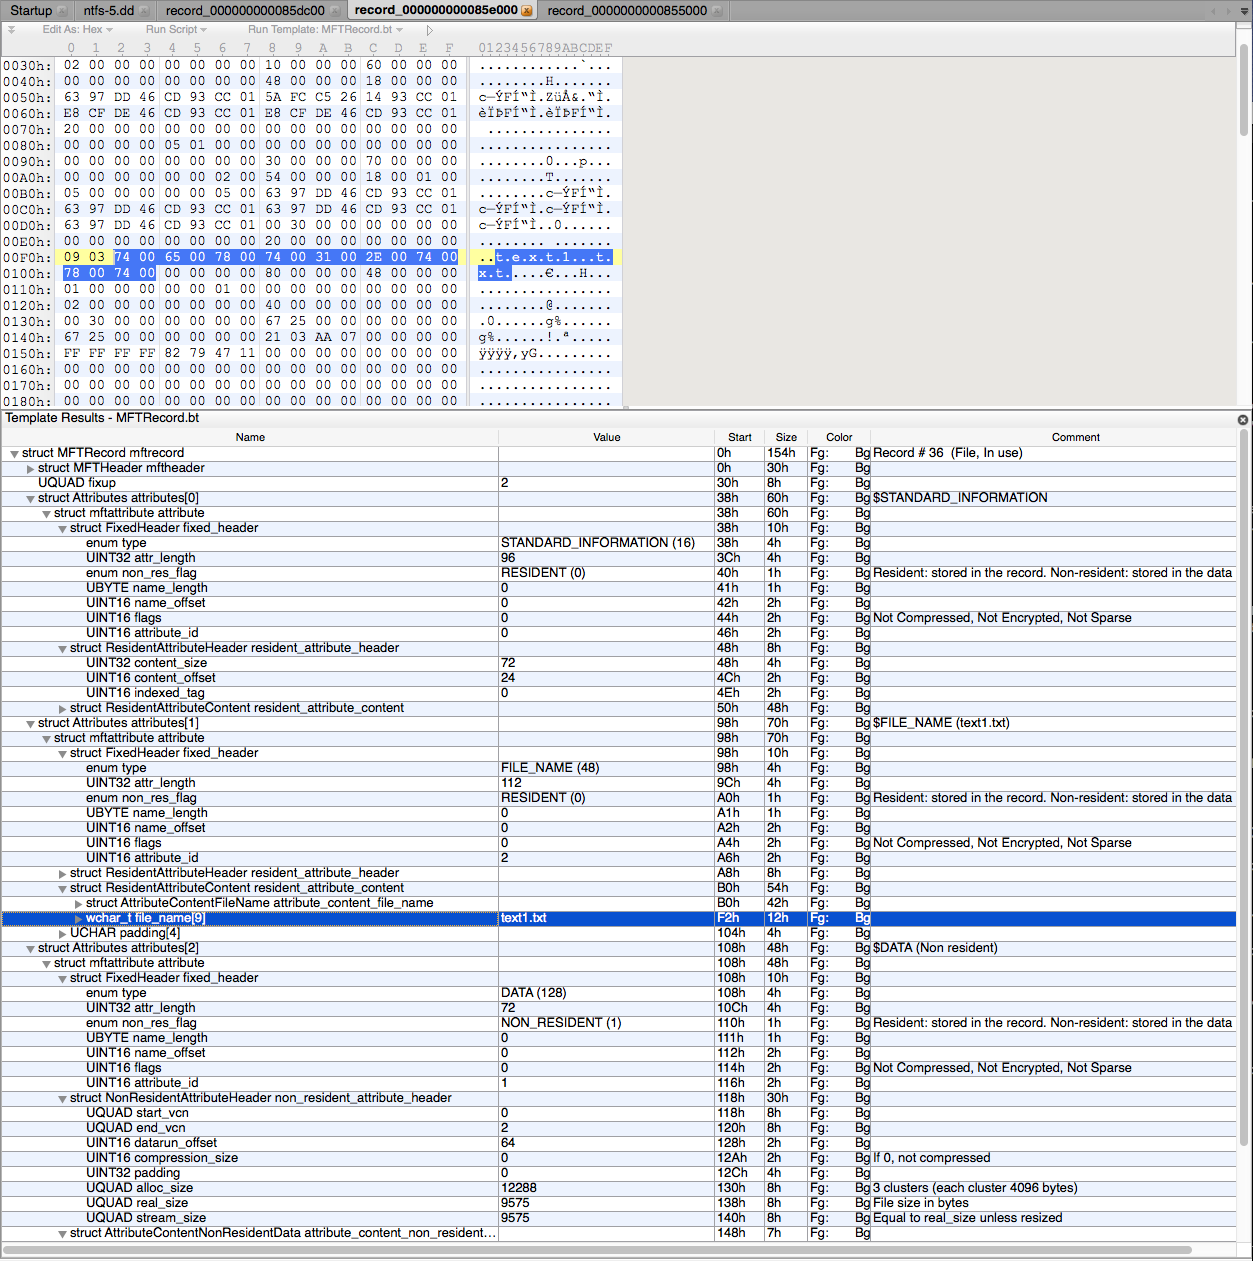 Startup ntfs-5.dd record_000000000085dc00 record_000000000085e000 record_0000000000855000
Edit As: Hex Run Script Run Template: MFTRecord.bt
0 1 2 3 4 5 6 7 8 9 A B C D E F 0123456789ABCDEF
0030h: 02 00 00 00 00 00 00 00 10 00 00 00 60 00 00 00 ............`...
0040h: 00 00 00 00 00 00 00 00 48 00 00 00 18 00 00 00 ........H.......
0050h: 63 97 DD 46 CD 93 CC 01 5A FC C5 26 14 93 CC 01 c—ÝFÍ“Ì.ZüÅ&.“Ì.
0060h: E8 CF DE 46 CD 93 CC 01 E8 CF DE 46 CD 93 CC 01 èÏÞFÍ“Ì.èÏÞFÍ“Ì.
0070h: 20 00 00 00 00 00 00 00 00 00 00 00 00 00 00 00 ...............
0080h: 00 00 00 00 05 01 00 00 00 00 00 00 00 00 00 00 ................
0090h: 00 00 00 00 00 00 00 00 30 00 00 00 70 00 00 00 ........0...p...
00A0h: 00 00 00 00 00 00 02 00 54 00 00 00 18 00 01 00 ........T.......
00B0h: 05 00 00 00 00 00 05 00 63 97 DD 46 CD 93 CC 01 ........c—ÝFÍ“Ì.
00C0h: 63 97 DD 46 CD 93 CC 01 63 97 DD 46 CD 93 CC 01 c—ÝFÍ“Ì.c—ÝFÍ“Ì.
00D0h: 63 97 DD 46 CD 93 CC 01 00 30 00 00 00 00 00 00 c—ÝFÍ“Ì..0......
00E0h: 00 00 00 00 00 00 00 00 20 00 00 00 00 00 00 00 ........ .......
00F0h: 09 03 74 00 65 00 78 00 74 00 31 00 2E 00 74 00 ..t.e.x.t.1...t.
0100h: 78 00 74 00 00 00 00 00 80 00 00 00 48 00 00 00 x.t.....€...H...
0110h: 01 00 00 00 00 00 01 00 00 00 00 00 00 00 00 00 ................
0120h: 02 00 00 00 00 00 00 00 40 00 00 00 00 00 00 00 ........@.......
0130h: 00 30 00 00 00 00 00 00 67 25 00 00 00 00 00 00 .0......g%......
0140h: 67 25 00 00 00 00 00 00 21 03 AA 07 00 00 00 00 g%......!.ª.....
0150h: FF FF FF FF 82 79 47 11 00 00 00 00 00 00 00 00 ÿÿÿÿ‚yG.........
0160h: 00 00 00 00 00 00 00 00 00 00 00 00 00 00 00 00 ................
0170h: 00 00 00 00 00 00 00 00 00 00 00 00 00 00 00 00 ................
0180h: 00 00 00 00 00 00 00 00 00 00 00 00 00 00 00 00 ................
Template Results - MFTRecord.bt
Name Value Start Size Color Comment
struct MFTRecord mftrecord 0h 154h Fg: Bg Record # 36 (File, In use)
struct MFTHeader mftheader 0h 30h Fg: Bg
UQUAD fixup 2 30h 8h Fg: Bg
struct Attributes attributes[0] 38h 60h Fg: Bg $STANDARD_INFORMATION
struct mftattribute attribute 38h 60h Fg: Bg
struct FixedHeader fixed_header 38h 10h Fg: Bg
enum type STANDARD_INFORMATION (16) 38h 4h Fg: Bg
UINT32 attr_length 96 3Ch 4h Fg: Bg
enum non_res_flag RESIDENT (0) 40h 1h Fg: Bg Resident: stored in the record. Non-resident: stored in the data
UBYTE name_length 0 41h 1h Fg: Bg
UINT16 name_offset 0 42h 2h Fg: Bg
UINT16 flags 0 44h 2h Fg: Bg Not Compressed, Not Encrypted, Not Sparse
UINT16 attribute_id 0 46h 2h Fg: Bg
struct ResidentAttributeHeader resident_attribute_header 48h 8h Fg: Bg
UINT32 content_size 72 48h 4h Fg: Bg
UINT16 content_offset 24 4Ch 2h Fg: Bg
UINT16 indexed_tag 0 4Eh 2h Fg: Bg
struct ResidentAttributeContent resident_attribute_content 50h 48h Fg: Bg
struct Attributes attributes[1] 98h 70h Fg: Bg $FILE_NAME (text1.txt)
struct mftattribute attribute 98h 70h Fg: Bg
struct FixedHeader fixed_header 98h 10h Fg: Bg
enum type FILE_NAME (48) 98h 4h Fg: Bg
UINT32 attr_length 112 9Ch 4h Fg: Bg
enum non_res_flag RESIDENT (0) A0h 1h Fg: Bg Resident: stored in the record. Non-resident: stored in the data
UBYTE name_length 0 A1h 1h Fg: Bg
UINT16 name_offset 0 A2h 2h Fg: Bg
UINT16 flags 0 A4h 2h Fg: Bg Not Compressed, Not Encrypted, Not Sparse
UINT16 attribute_id 2 A6h 2h Fg: Bg
struct ResidentAttributeHeader resident_attribute_header A8h 8h Fg: Bg
struct ResidentAttributeContent resident_attribute_content B0h 54h Fg: Bg
struct AttributeContentFileName attribute_content_file_name B0h 42h Fg: Bg
wchar_t file_name[9] text1.txt F2h 12h Fg: Bg
UCHAR padding[4] 104h 4h Fg: Bg
struct Attributes attributes[2] 108h 48h Fg: Bg $DATA (Non resident)
struct mftattribute attribute 108h 48h Fg: Bg
struct FixedHeader fixed_header 108h 10h Fg: Bg
enum type DATA (128) 108h 4h Fg: Bg
UINT32 attr_length 72 10Ch 4h Fg: Bg
enum non_res_flag NON_RESIDENT (1) 110h 1h Fg: Bg Resident: stored in the record. Non-resident: stored in the data
UBYTE name_length 0 111h 1h Fg: Bg
UINT16 name_offset 0 112h 2h Fg: Bg
UINT16 flags 0 114h 2h Fg: Bg Not Compressed, Not Encrypted, Not Sparse
UINT16 attribute_id 1 116h 2h Fg: Bg
struct NonResidentAttributeHeader non_resident_attribute_header 118h 30h Fg: Bg
UQUAD start_vcn 0 118h 8h Fg: Bg
UQUAD end_vcn 2 120h 8h Fg: Bg
UINT16 datarun_offset 64 128h 2h Fg: Bg
UINT16 compression_size 0 12Ah 2h Fg: Bg If 0, not compressed
UINT32 padding 0 12Ch 4h Fg: Bg
UQUAD alloc_size 12288 130h 8h Fg: Bg 3 clusters (each cluster 4096 bytes)
UQUAD real_size 9575 138h 8h Fg: Bg File size in bytes
UQUAD stream_size 9575 140h 8h Fg: Bg Equal to real_size unless resized
struct AttributeContentNonResidentData attribute_content_non_resident... 148h 7h Fg: Bg